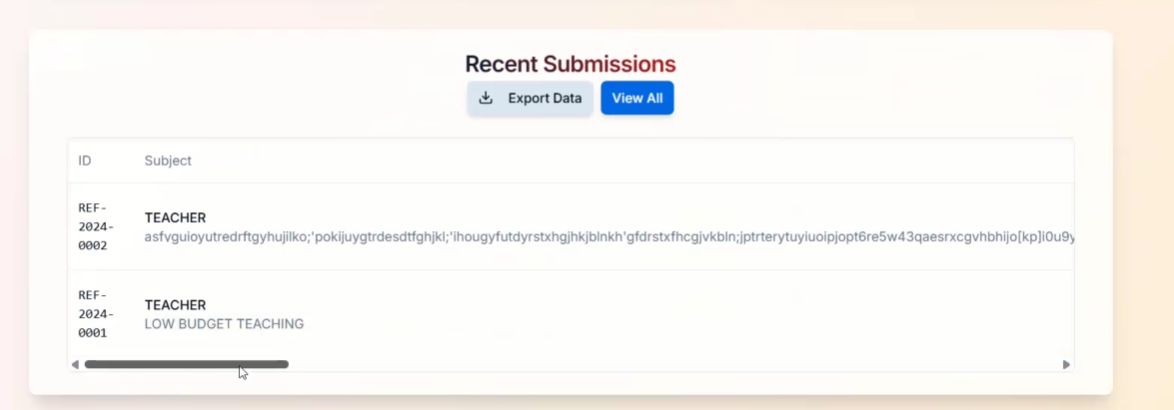 Recent Submissions
Export Data
View All
ID Subject
REF-
2024-
0002
TEACHER
asfvguioyutredrftgyhujilko;'pokijuygtrdesdtfghjkl;'ihougyfutdyrstxhgjhkjblnkh'gfdrstxfhcgjvkbln;jptrterytuyiuoipjopt6re5w43qaesrxcgvhbhijo[kp]i0u9y
REF-
2024-
0001
TEACHER
LOW BUDGET TEACHING